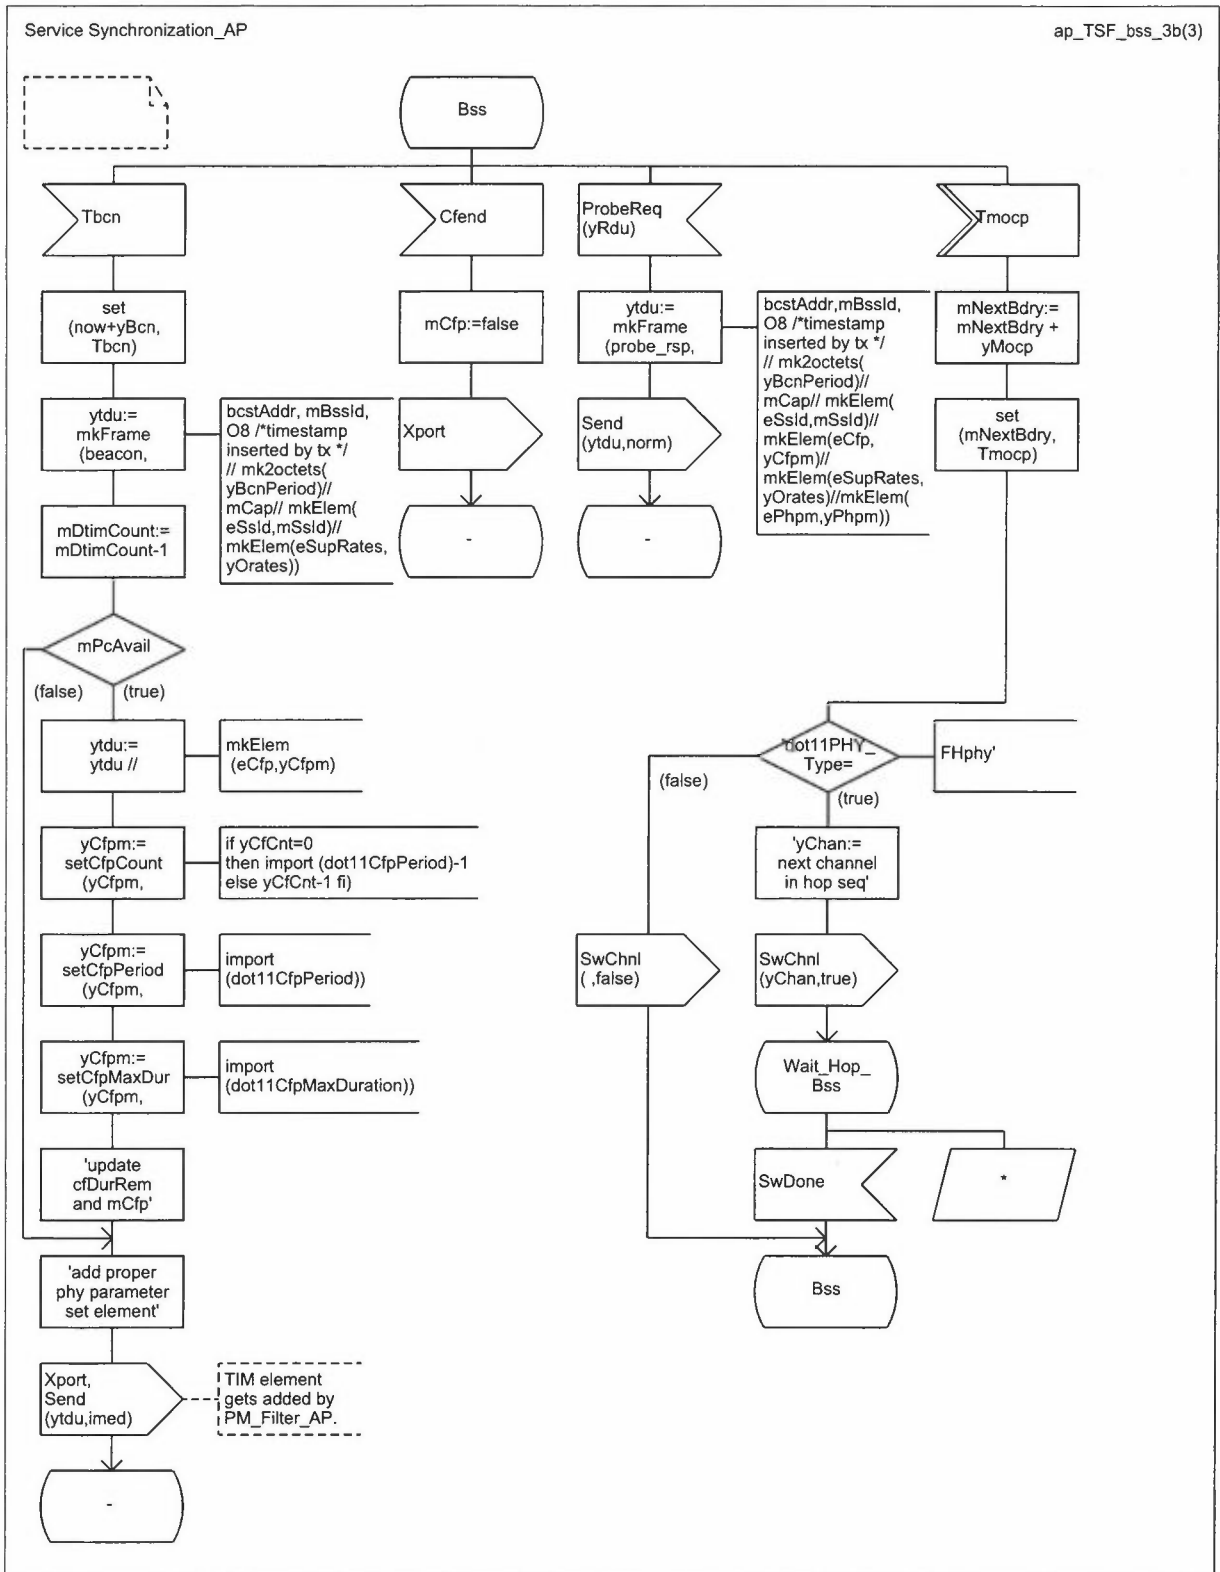 Service Synchronization_AP
ap_TSF_bss_3b(3)
Bss
Tbcn
Cfend
ProbeReq
(yRdu)
Tmocp
set
(now+yBcn,
Tbcn)
mCfp:=false
ytdu:=
mkFrame
(probe_rsp,
bcstAddr,mBssId,
O8 /*timestamp
inserted by tx */
// mk2octets(
yBcnPeriod)//
mCap// mkElem(
eSsId,mSsId)//
mkElem(eCfp,
yCfpm)//
mkElem(eSupRates,
yOrates)//mkElem(
ePhpm,yPhpm))
mNextBdry:=
mNextBdry +
yMocp
ytdu:=
mkFrame
(beacon,
bcstAddr, mBssId,
O8 /*timestamp
inserted by tx */
// mk2octets(
yBcnPeriod)//
mCap// mkElem(
eSsId,mSsId)//
mkElem(eSupRates,
yOrates))
Xport
Send
(ytdu,norm)
set
(mNextBdry,
Tmocp)
mDtimCount:=
mDtimCount-1
-
-
mPcAvail
(false)
(true)
ytdu:=
ytdu //
mkElem
(eCfp,yCfpm)
'dot11PHY_
Type=
FHphy'
(false)
(true)
yCfpm:=
setCfpCount
(yCfpm,
if yCfCnt=0
then import (dot11CfpPeriod)-1
else yCfCnt-1 fi)
'yChan:=
next channel
in hop seq'
yCfpm:=
setCfpPeriod
(yCfpm,
import
(dot11CfpPeriod))
SwChnl
( ,false)
SwChnl
(yChan,true)
yCfpm:=
setCfpMaxDur
(yCfpm,
import
(dot11CfpMaxDuration))
Wait_Hop_
Bss
'update
cfDurRem
and mCfp'
SwDone
*
'add proper
phy parameter
set element'
Bss
Xport,
Send
(ytdu,imed)
TIM element
gets added by
PM_Filter_AP.
-